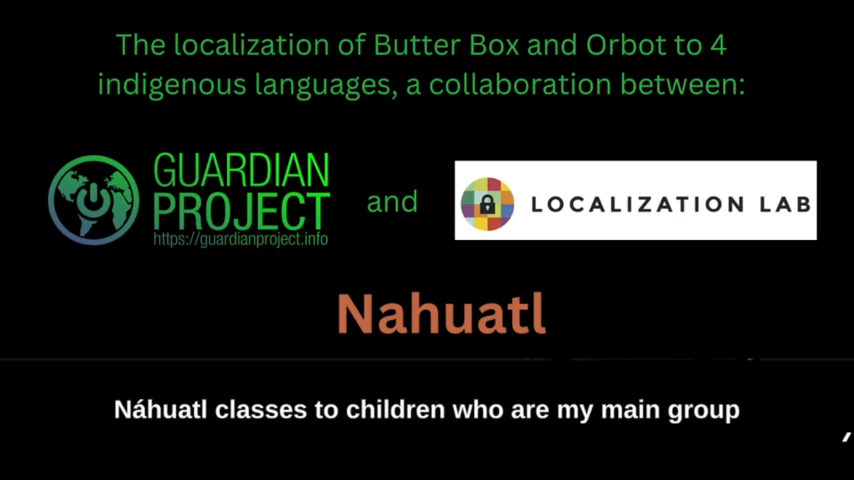 The localization of Butter Box and Orbot to 4
indigenous languages, a collaboration between:
GUARDIAN
PROJECT
https://guardianproject.info
and
LOCALIZATION LAB
Nahuatl
Náhuatl classes to children who are my main group